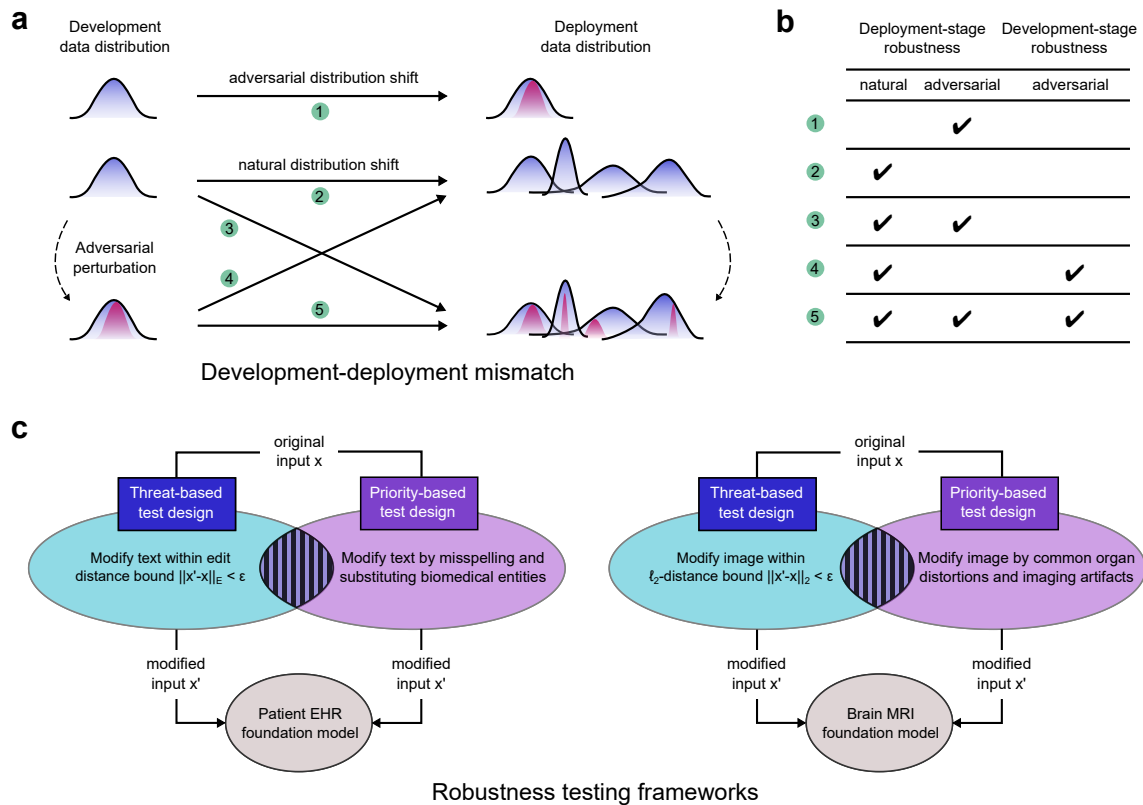 a
Development
data distribution
Deployment
data distribution
adversarial distribution shift
1
natural distribution shift
2
3
Adversarial
perturbation
4
5
Development-deployment mismatch
b
Deployment-stage
robustness
Development-stage
robustness
natural
adversarial
adversarial
1 ✔
2 ✔
3 ✔ ✔
4 ✔ ✔
5 ✔ ✔ ✔
c
original
input x
Threat-based
test design
Priority-based
test design
Modify text within edit
distance bound ||x'-x||E < ε
Modify text by misspelling and
substituting biomedical entities
modified
input x'
modified
input x'
Patient EHR
foundation model
original
input x
Threat-based
test design
Priority-based
test design
Modify image within
ℓ₂-distance bound ||x'-x||₂ < ε
Modify image by common organ
distortions and imaging artifacts
modified
input x'
modified
input x'
Brain MRI
foundation model
Robustness testing frameworks